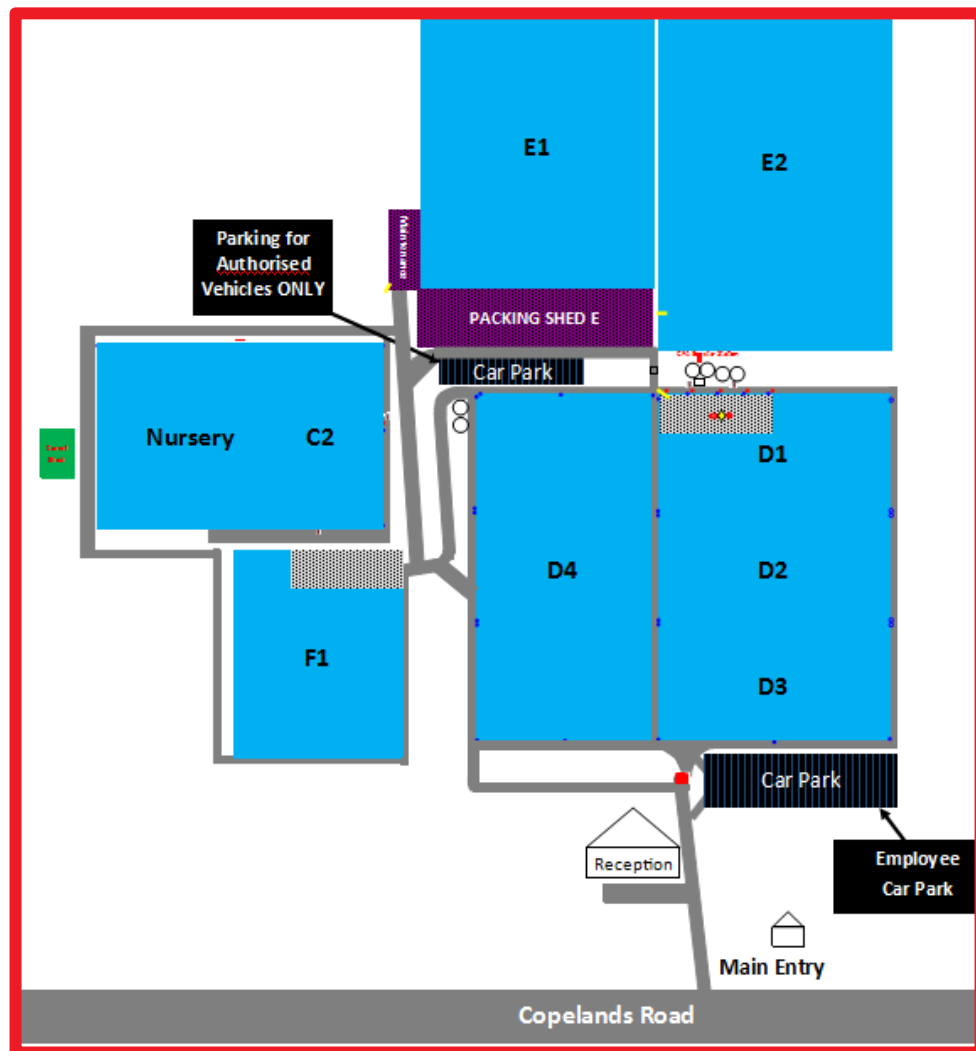 E1
E2
Parking for
Authorised
Vehicles ONLY
PACKING SHED E
Car Park
Nursery
C2
D1
D4
D2
F1
D3
Car Park
Reception
Employee
Car Park
Main Entry
Copelands Road